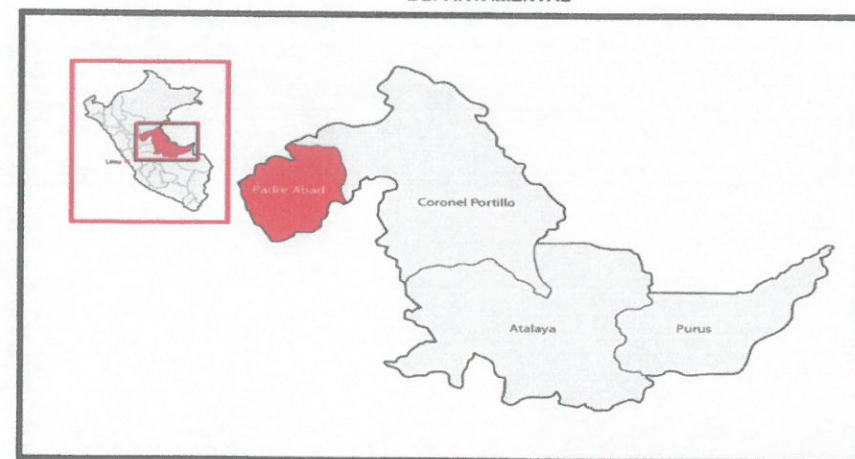 Lima
Padre Abad
Coronel Portillo
Atalaya
Purus